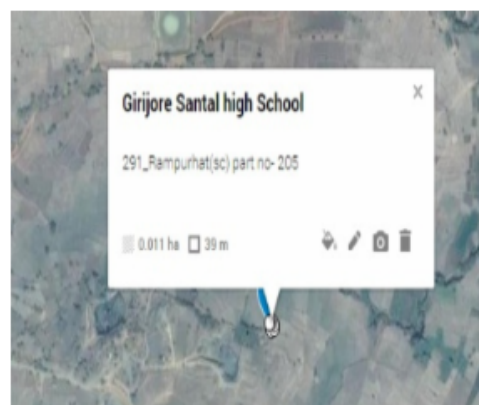 Girijore Santal high School
291_Rampurhat(sc) part no- 205
0.011 ha 39 m